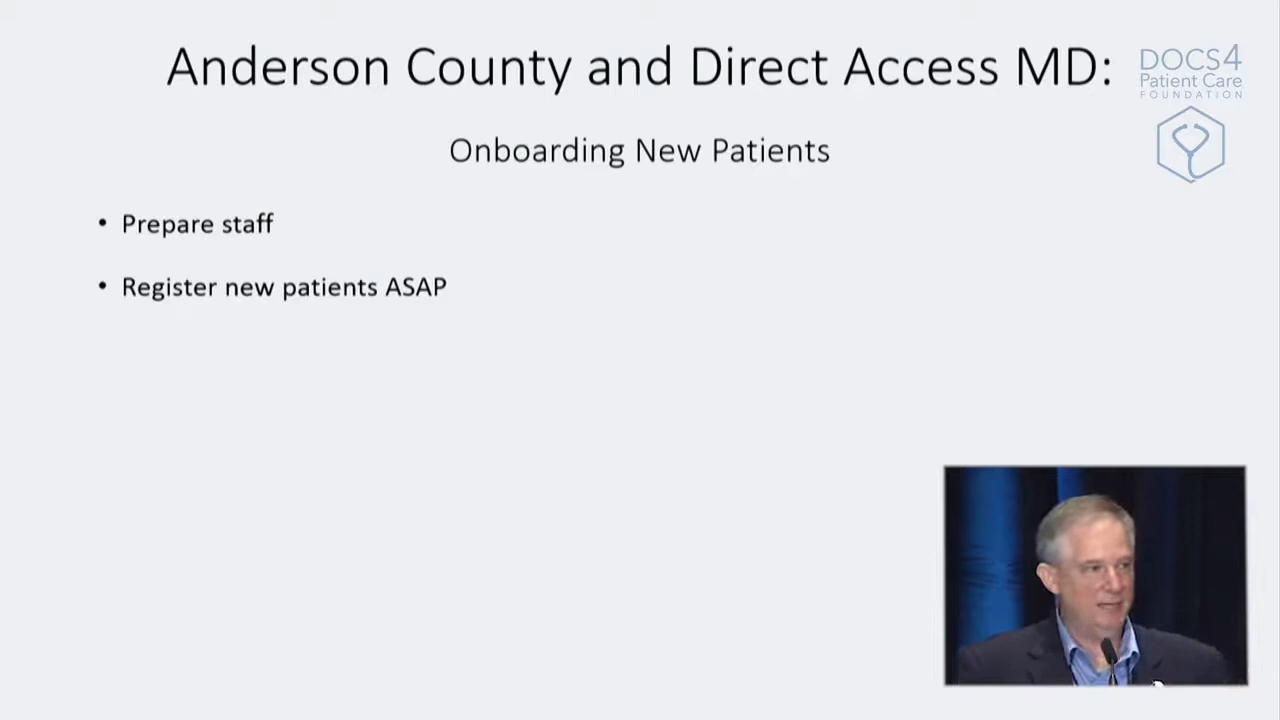 Anderson County and Direct Access MD:
DOCS4
Patient Care
FOUNDATION
Onboarding New Patients
• Prepare staff
• Register new patients ASAP